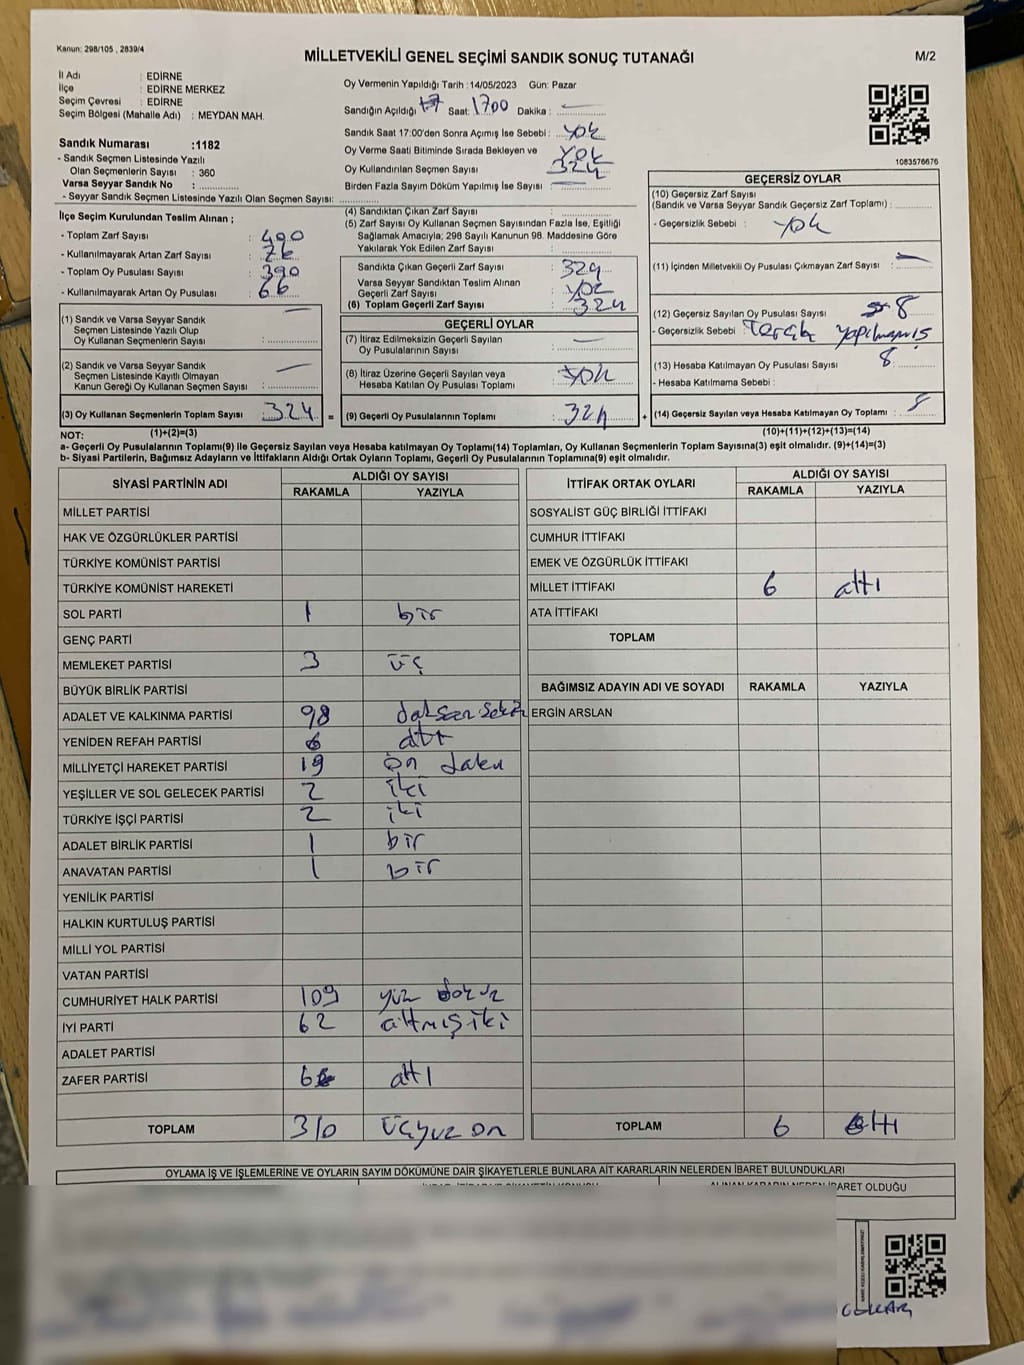 Kanun: 298/105 , 2839/4
MİLLETVEKİLİ GENEL SEÇİMİ SANDIK SONUÇ TUTANAĞI
M/2
İl Adı : EDİRNE
İlçe : EDİRNE MERKEZ
Seçim Çevresi : EDİRNE
Seçim Bölgesi (Mahalle Adı) : MEYDAN MAH.
Sandık Numarası :1182
- Sandık Seçmen Listesinde Yazılı
Olan Seçmenlerin Sayısı : 360
Varsa Seyyar Sandık No :
- Seyyar Sandık Seçmen Listesinde Yazılı Olan Seçmen Sayısı:
Oy Vermenin Yapıldığı Tarih :14/05/2023 Gün: Pazar
Sandığın Açıldığı Saat: 1700 Dakika :
Sandık Saat 17:00'den Sonra Açımış İse Sebebi : yok
Oy Verme Saati Bitiminde Sırada Bekleyen ve yok
Oy Kullandırılan Seçmen Sayısı : 324
Birden Fazla Sayım Döküm Yapılmış İse Sayısı :
1083576676
İlçe Seçim Kurulundan Teslim Alınan ;
- Toplam Zarf Sayısı : 400
- Kullanılmayarak Artan Zarf Sayısı : 76
- Toplam Oy Pusulası Sayısı : 390
- Kullanılmayarak Artan Oy Pusulası : 66
(4) Sandıktan Çıkan Zarf Sayısı :
(5) Zarf Sayısı Oy Kullanan Seçmen Sayısından Fazla İse, Eşitliği
Sağlamak Amacıyla; 298 Sayılı Kanunun 98. Maddesine Göre
Yakılarak Yok Edilen Zarf Sayısı :
Sandıkta Çıkan Geçerli Zarf Sayısı : 324
Varsa Seyyar Sandıktan Teslim Alınan
Geçerli Zarf Sayısı : yok
(6) Toplam Geçerli Zarf Sayısı : 324
GEÇERSİZ OYLAR
(10) Geçersiz Zarf Sayısı
(Sandık ve Varsa Seyyar Sandık Geçersiz Zarf Toplamı) :
- Geçersizlik Sebebi : yok
(11) İçinden Milletvekili Oy Pusulası Çıkmayan Zarf Sayısı :
(12) Geçersiz Sayılan Oy Pusulası Sayısı : 8
- Geçersizlik Sebebi : Tercih yapılmamış
(13) Hesaba Katılmayan Oy Pusulası Sayısı : 8
- Hesaba Katılmama Sebebi :
(14) Geçersiz Sayılan veya Hesaba Katılmayan Oy Toplamı : 8
(10)+(11)+(12)+(13)=(14)
(1) Sandık ve Varsa Seyyar Sandık
Seçmen Listesinde Yazılı Olup
Oy Kullanan Seçmenlerin Sayısı :
(2) Sandık ve Varsa Seyyar Sandık
Seçmen Listesinde Kayıtlı Olmayan
Kanun Gereği Oy Kullanan Seçmen Sayısı :
(3) Oy Kullanan Seçmenlerin Toplam Sayısı : 324 =
GEÇERLİ OYLAR
(7) İtiraz Edilmeksizin Geçerli Sayılan
Oy Pusulalarının Sayısı :
(8) İtiraz Üzerine Geçerli Sayılan veya
Hesaba Katılan Oy Pusulası Toplamı : yok
(9) Geçerli Oy Pusulalarının Toplamı : 324 +
NOT: (1)+(2)=(3)
a- Geçerli Oy Pusulalarının Toplamı(9) ile Geçersiz Sayılan veya Hesaba katılmayan Oy Toplamı(14) Toplamları, Oy Kullanan Seçmenlerin Toplam Sayısına(3) eşit olmalıdır. (9)+(14)=(3)
b- Siyasi Partilerin, Bağımsız Adayların ve İttifakların Aldığı Ortak Oyların Toplamı, Geçerli Oy Pusulalarının Toplamına(9) eşit olmalıdır.
SİYASİ PARTİNİN ADI ALDIĞI OY SAYISI
RAKAMLA YAZIYLA
MİLLET PARTİSİ
HAK VE ÖZGÜRLÜKLER PARTİSİ
TÜRKİYE KOMÜNİST PARTİSİ
TÜRKİYE KOMÜNİST HAREKETİ
SOL PARTİ 1 bir
GENÇ PARTİ
MEMLEKET PARTİSİ 3 üç
BÜYÜK BİRLİK PARTİSİ
ADALET VE KALKINMA PARTİSİ 98 doksan sekiz
YENİDEN REFAH PARTİSİ 6 altı
MİLLİYETÇİ HAREKET PARTİSİ 19 on dokuz
YEŞİLLER VE SOL GELECEK PARTİSİ 2 iki
TÜRKİYE İŞÇİ PARTİSİ 2 iki
ADALET BİRLİK PARTİSİ 1 bir
ANAVATAN PARTİSİ 1 bir
YENİLİK PARTİSİ
HALKIN KURTULUŞ PARTİSİ
MİLLİ YOL PARTİSİ
VATAN PARTİSİ
CUMHURİYET HALK PARTİSİ 109 yüz dokuz
İYİ PARTİ 62 altmış iki
ADALET PARTİSİ
ZAFER PARTİSİ 6 altı
TOPLAM 310 üçyüz on
İTTİFAK ORTAK OYLARI ALDIĞI OY SAYISI
RAKAMLA YAZIYLA
SOSYALİST GÜÇ BİRLİĞİ İTTİFAKI
CUMHUR İTTİFAKI
EMEK VE ÖZGÜRLÜK İTTİFAKI
MİLLET İTTİFAKI 6 altı
ATA İTTİFAKI
TOPLAM
BAĞIMSIZ ADAYIN ADI VE SOYADI RAKAMLA YAZIYLA
ERGİN ARSLAN
TOPLAM 6 altı
OYLAMA İŞ VE İŞLEMLERİNE VE OYLARIN SAYIM DÖKÜMÜNE DAİR ŞİKAYETLERLE BUNLARA AİT KARARLARIN NELERDEN İBARET BULUNDUKLARI
ALINAN KARARIN NEDEN İBARET OLDUĞU